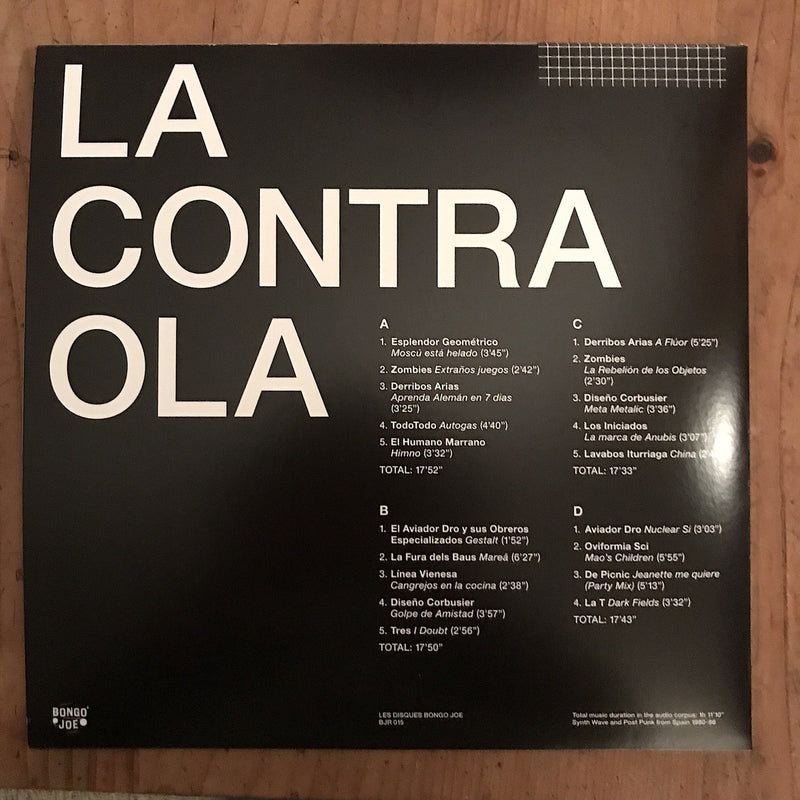 LA
CONTRA
OLA
A
1. Esplendor Geométrico
Moscú está helado (3'45")
2. Zombies Extraños juegos (2'42")
3. Derribos Arias
Aprenda Alemán en 7 dias
(3'25")
4. TodoTodo Autogas (4'40")
5. El Humano Marrano
Himno (3'32")
TOTAL: 17'52"
B
1. El Aviador Dro y sus Obreros
Especializados Gestalt (1'52")
2. La Fura dels Baus Mareâ (6'27")
3. Línea Vienesa
Cangrejos en la cocina (2'38")
4. Diseño Corbusier
Golpe de Amistad (3'57")
5. Tres I Doubt (2'56")
TOTAL: 17'50"
C
1. Derribos Arias A Flúor (5'25")
2. Zombies
La Rebelión de los Objetos
(2'30")
3. Diseño Corbusier
Meta Metalic (3'36")
4. Los Iniciados
La marca de Anubis (3'07")
5. Lavabos Iturriaga China
TOTAL: 17'33"
D
1. Aviador Dro Nuclear Si (3'03")
2. Oviformia Sci
Mao's Children (5'55")
3. De Picnic Jeanette me quiere
(Party Mix) (5'13")
4. La T Dark Fields (3'32")
TOTAL: 17'43"
BONGO
JOE
LES DISQUES BONGO JOE
BJR 015
Total music duration in the audio corpus: 1h 11'10"
Synth Wave and Post Punk from Spain 1980-86